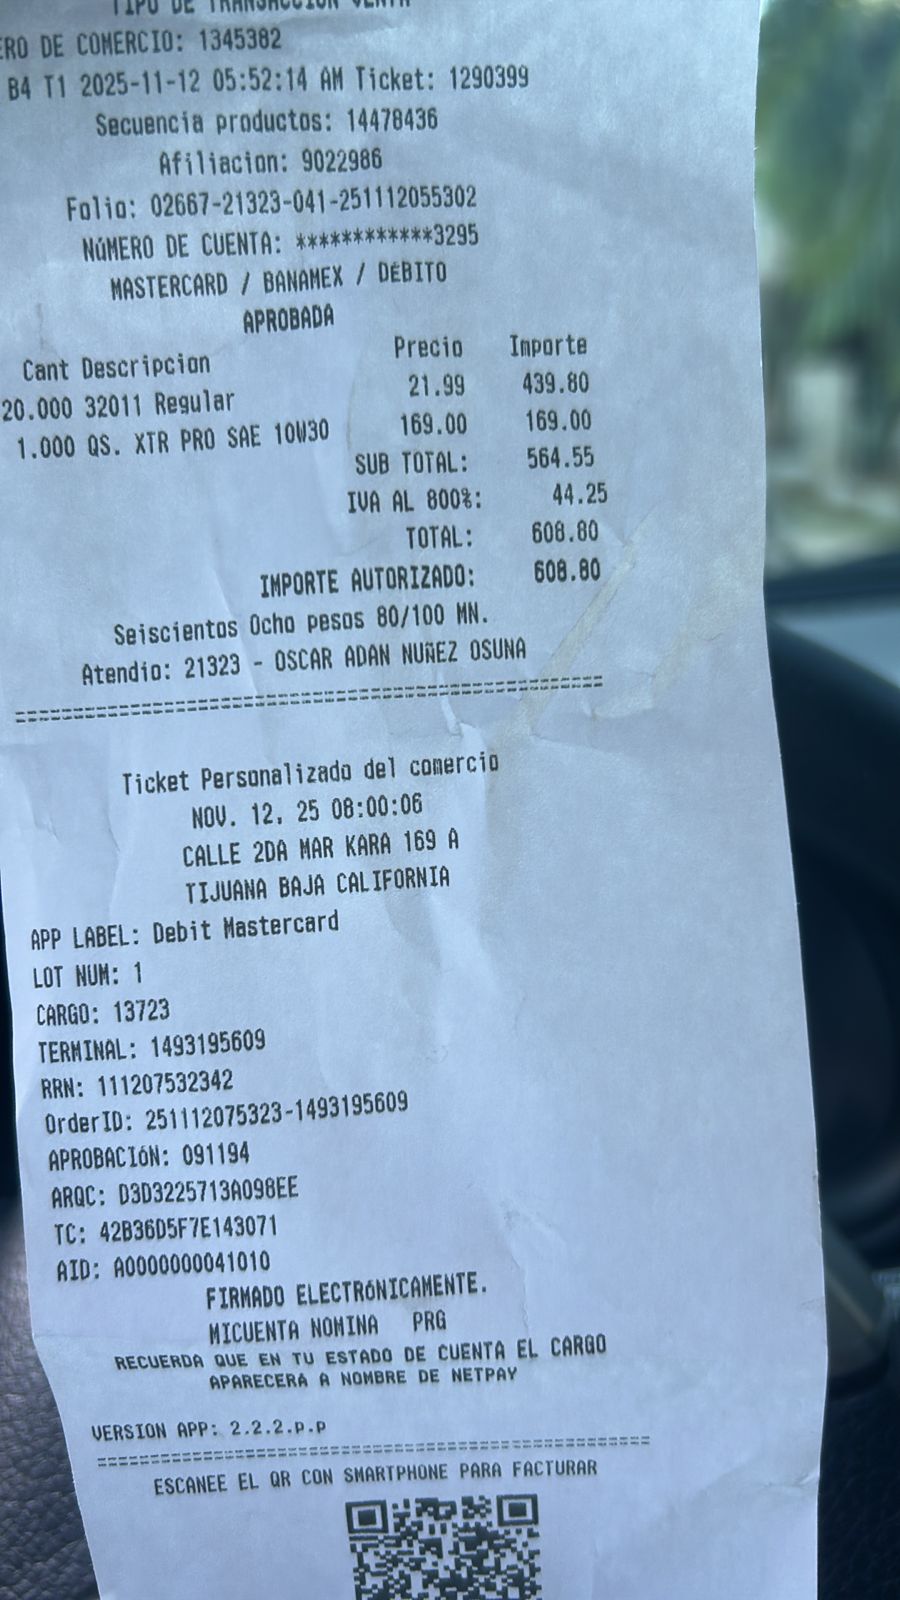 TIPO DE TRANSACCION VENTA
ERO DE COMERCIO: 1345382
B4 T1 2025-11-12 05:52:14 AM Ticket: 1290399
Secuencia productos: 14478436
Afiliacion: 9022986
Folio: 02667-21323-041-251112055302
NúMERO DE CUENTA: ************3295
MASTERCARD / BANAMEX / DÉBITO
APROBADA
Cant Descripcion Precio Importe
20.000 32011 Regular 21.99 439.80
1.000 QS. XTR PRO SAE 10W30 169.00 169.00
SUB TOTAL: 564.55
IVA AL 800%: 44.25
TOTAL: 608.80
IMPORTE AUTORIZADO: 608.80
Seiscientos Ocho pesos 80/100 MN.
Atendio: 21323 - OSCAR ADAN NUÑEZ OSUNA
Ticket Personalizado del comercio
NOV. 12, 25 08:00:06
CALLE 2DA MAR KARA 169 A
TIJUANA BAJA CALIFORNIA
APP LABEL: Debit Mastercard
LOT NUM: 1
CARGO: 13723
TERMINAL: 1493195609
RRN: 111207532342
OrderID: 251112075323-1493195609
APROBACIóN: 091194
ARQC: D3D3225713A098EE
TC: 42B36D5F7E143071
AID: A0000000041010
FIRMADO ELECTRóNICAMENTE.
MICUENTA NOMINA PRG
RECUERDA QUE EN TU ESTADO DE CUENTA EL CARGO
APARECERA A NOMBRE DE NETPAY
VERSION APP: 2.2.2.p.p
ESCANEE EL QR CON SMARTPHONE PARA FACTURAR